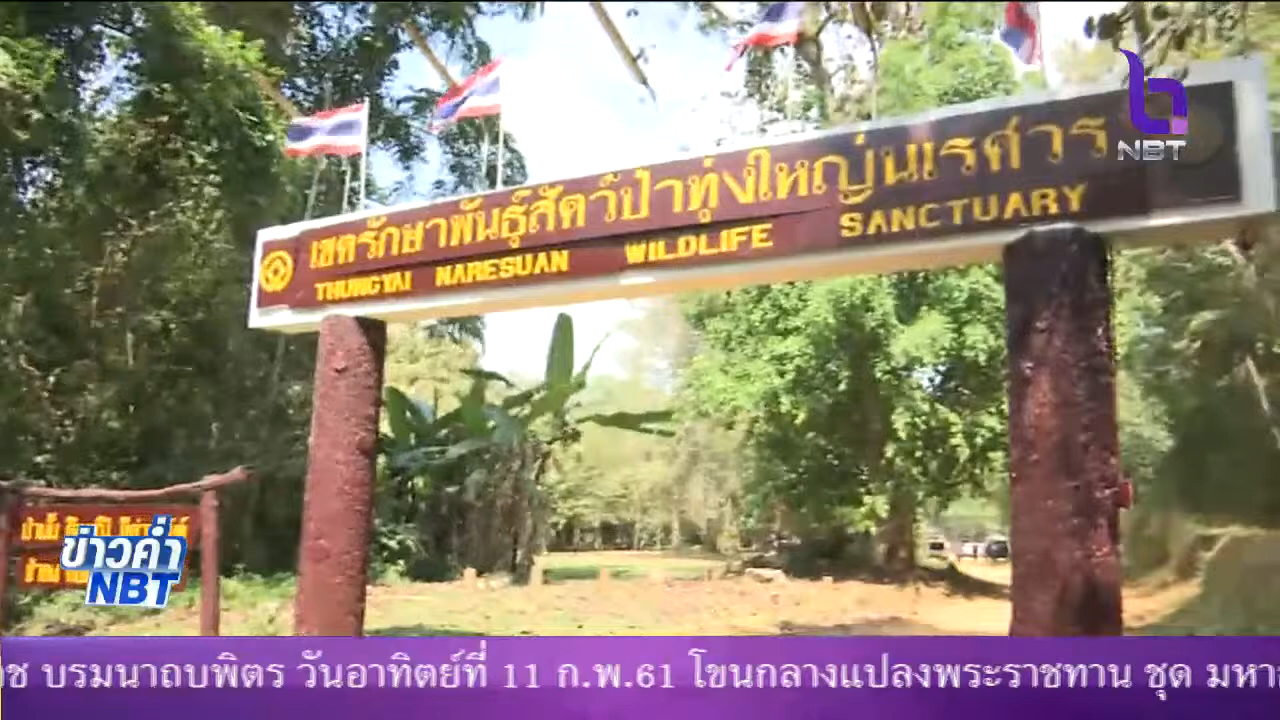 NBT
เขตรักษาพันธุ์สัตว์ป่าทุ่งใหญ่นเรศวร
THUNGYAI NARESUAN WILDLIFE SANCTUARY
ข่าวค่ำ
NBT
บรมนาถบพิตร วันอาทิตย์ที่ 11 ก.พ.61 โขนกลางแปลงพระราชทาน ชุด